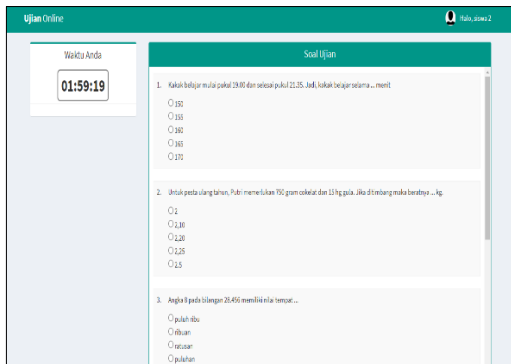 Ujian Online
Halo, siswa 2
Waktu Anda
01:59:19
Soal Ujian
1. Kakak belajar mulai pukul 19.00 dan selesai pukul 21.35. Jadi, kakak belajar selama ... menit
150
155
160
165
170
2. Untuk pesta ulang tahun, Putri memerlukan 750 gram cokelat dan 15 hg gula. Jika ditimbang maka beratnya ... kg.
2
2,10
2,20
2,25
2,5
3. Angka 8 pada bilangan 28.456 memiliki nilai tempat ...
puluh ribu
ribuan
ratusan
puluhan